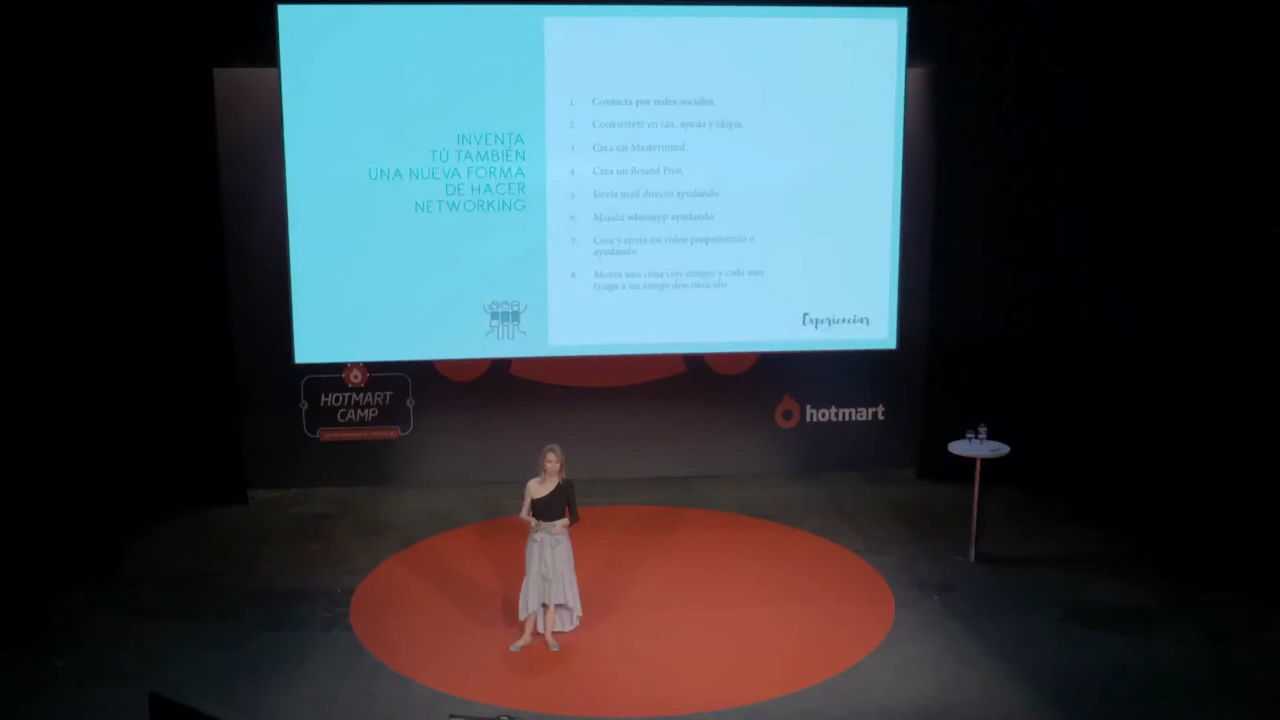 INVENTA
TÚ TAMBIÉN
UNA NUEVA FORMA
DE HACER
NETWORKING
1. Contacta por redes sociales.
2. Conviértete en fan, ayuda y elogia.
3. Crea un Mastermind.
4. Crea un Round Post.
5. Envía mail directo ayudando
6. Manda whatsapp ayudando
7. Crea y envía un vídeo proponiendo o
ayudando
8. Monta una cena con amigos y cada uno
traiga a un amigo desconocido.
Experienciar
HOTMART
CAMP
hotmart